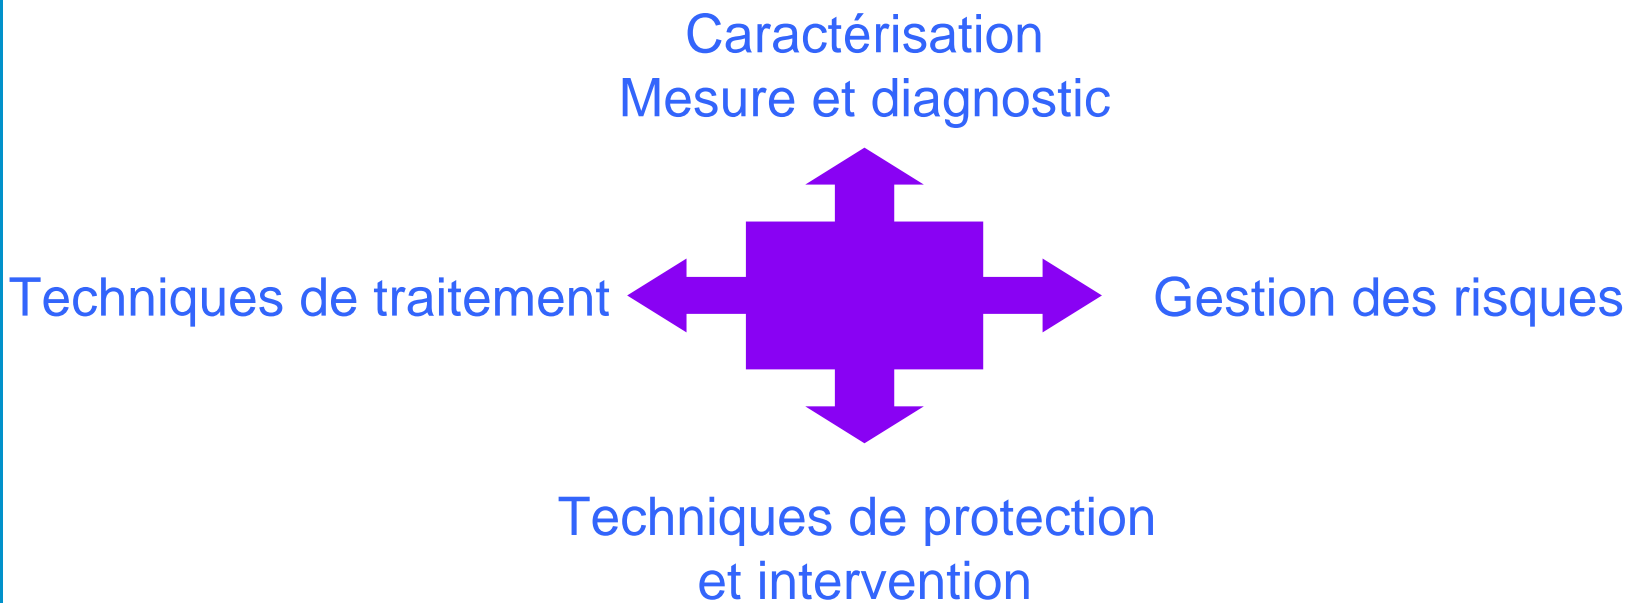 Caractérisation
Mesure et diagnostic
Techniques de traitement
Gestion des risques
Techniques de protection
et intervention